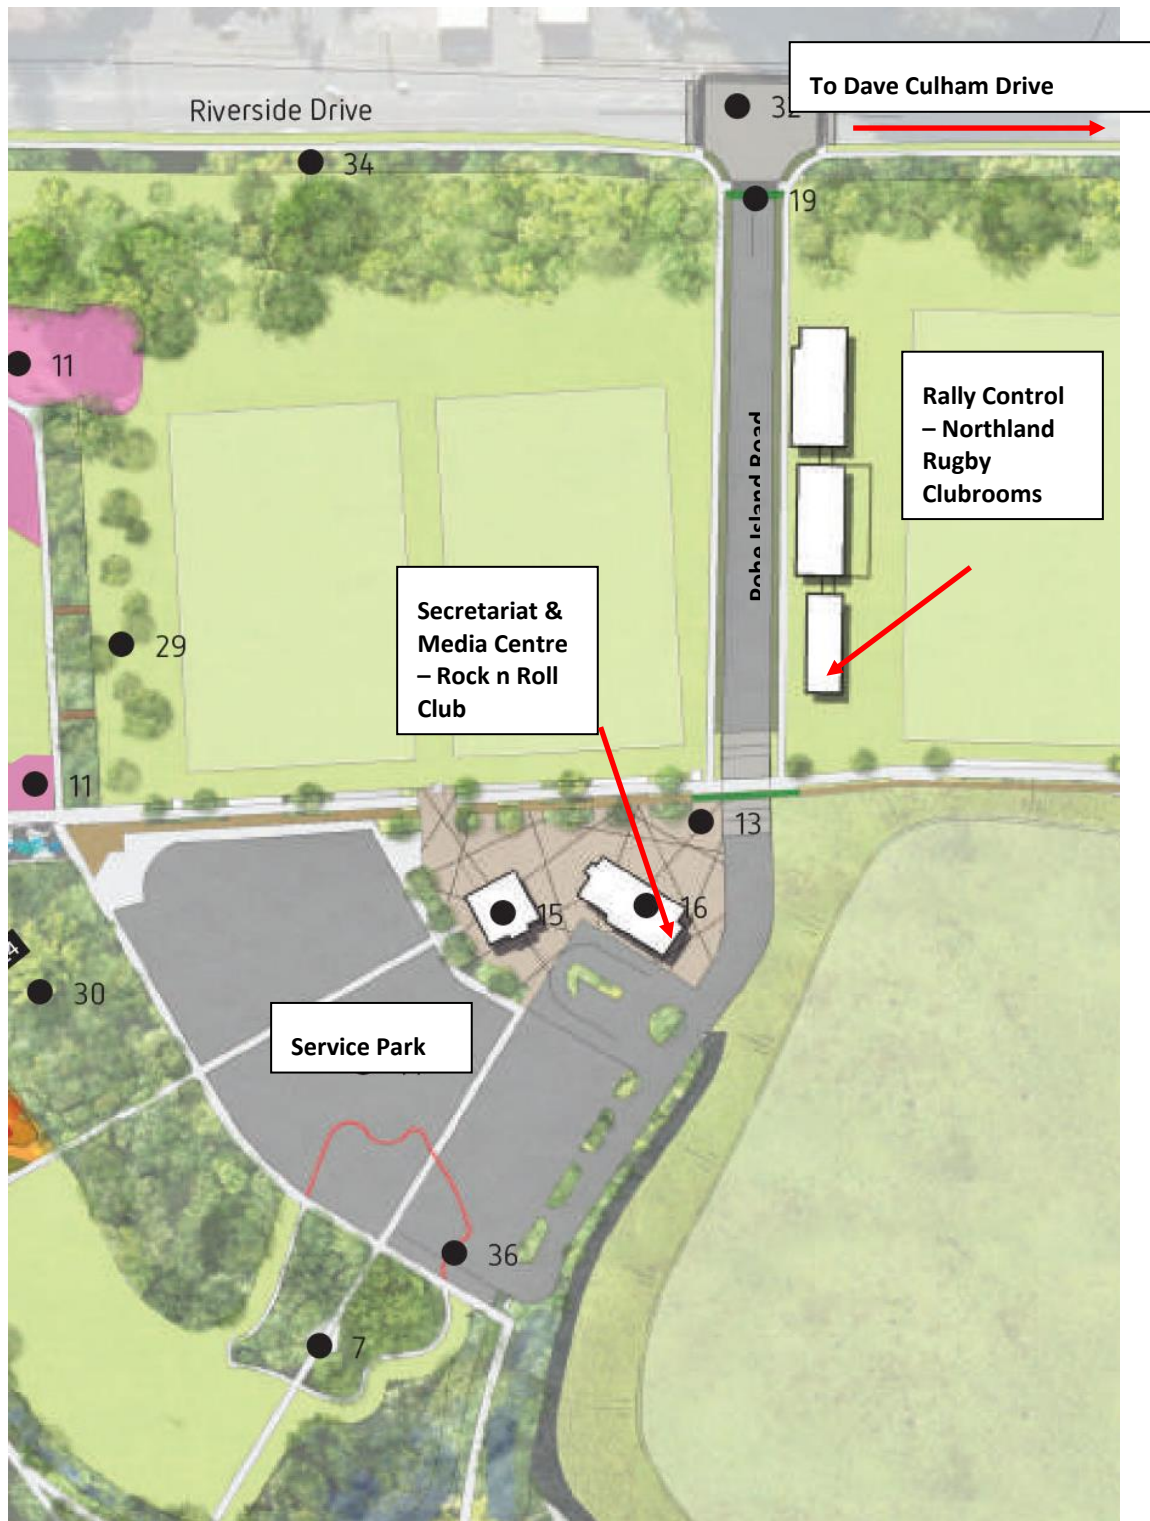 To Dave Culham Drive
Riverside Drive
32
34
19
11
Rally Control
– Northland
Rugby
Clubrooms
Pohe Island Road
Secretariat &
Media Centre
– Rock n Roll
Club
29
11
13
15
16
30
Service Park
36
7